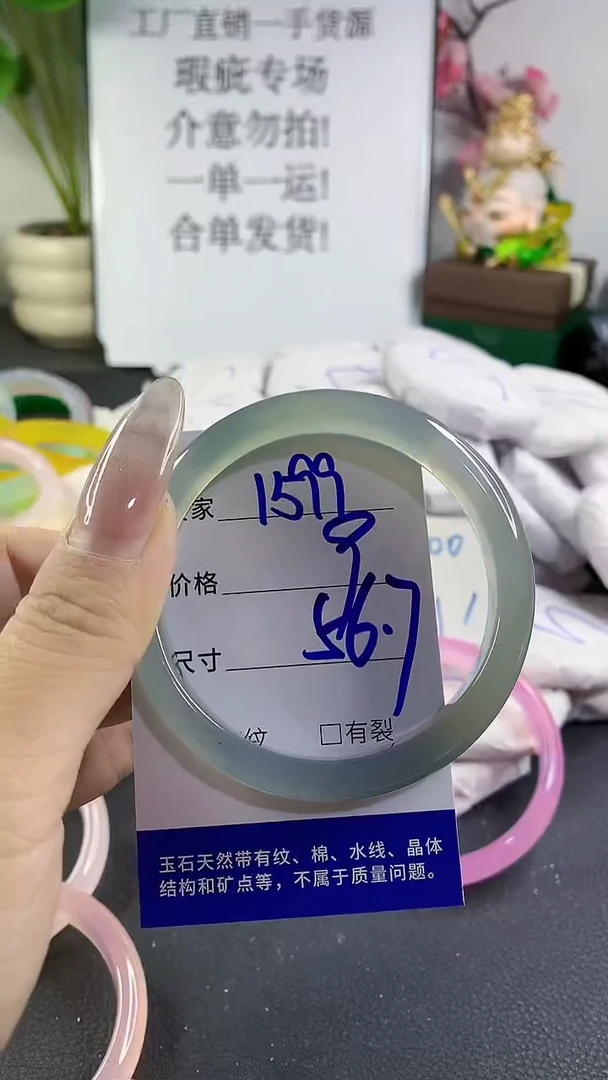 工厂直销一手货源
瑕疵专场
介意勿拍!
一单一运!
合单发货!
家 1599
价格
尺寸 56.7
纹 □有裂
玉石天然带有纹、棉、水线、晶体
结构和矿点等，不属于质量问题。